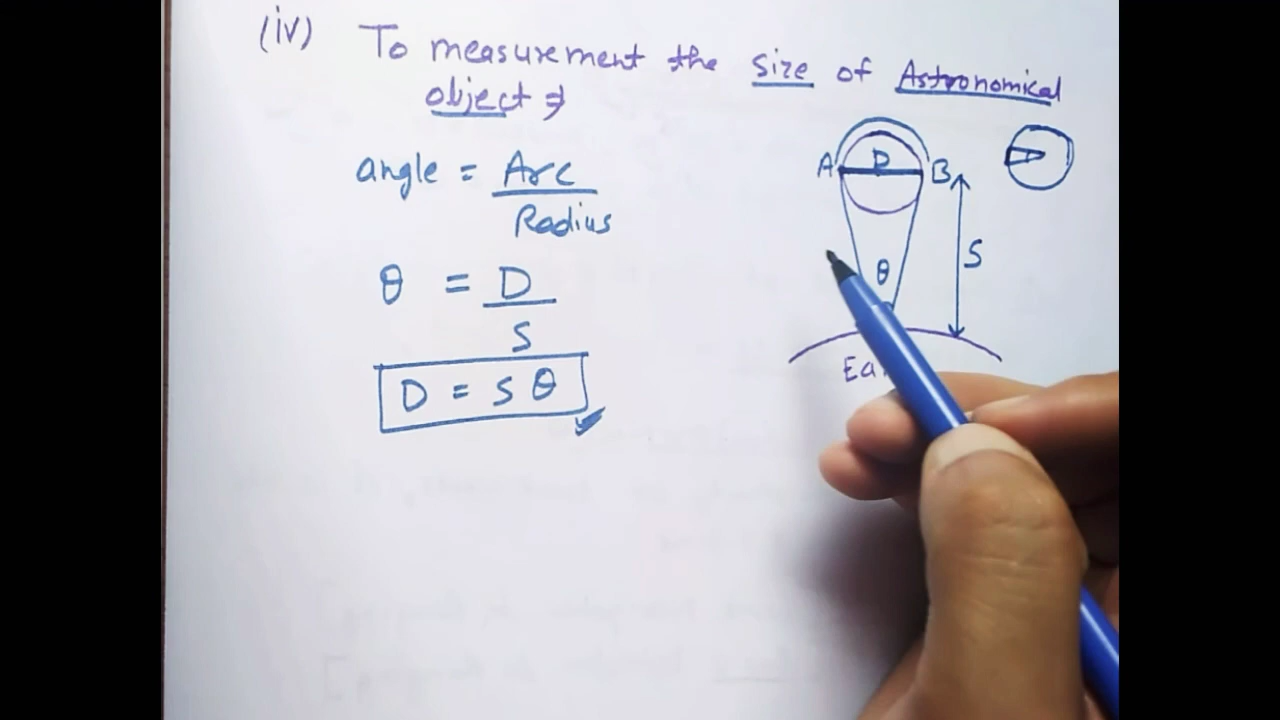 (iv) To measurement the size of Astronomical
object ⇒
angle = Arc
Radius
θ = D
S
D = S θ
A D B
S
θ